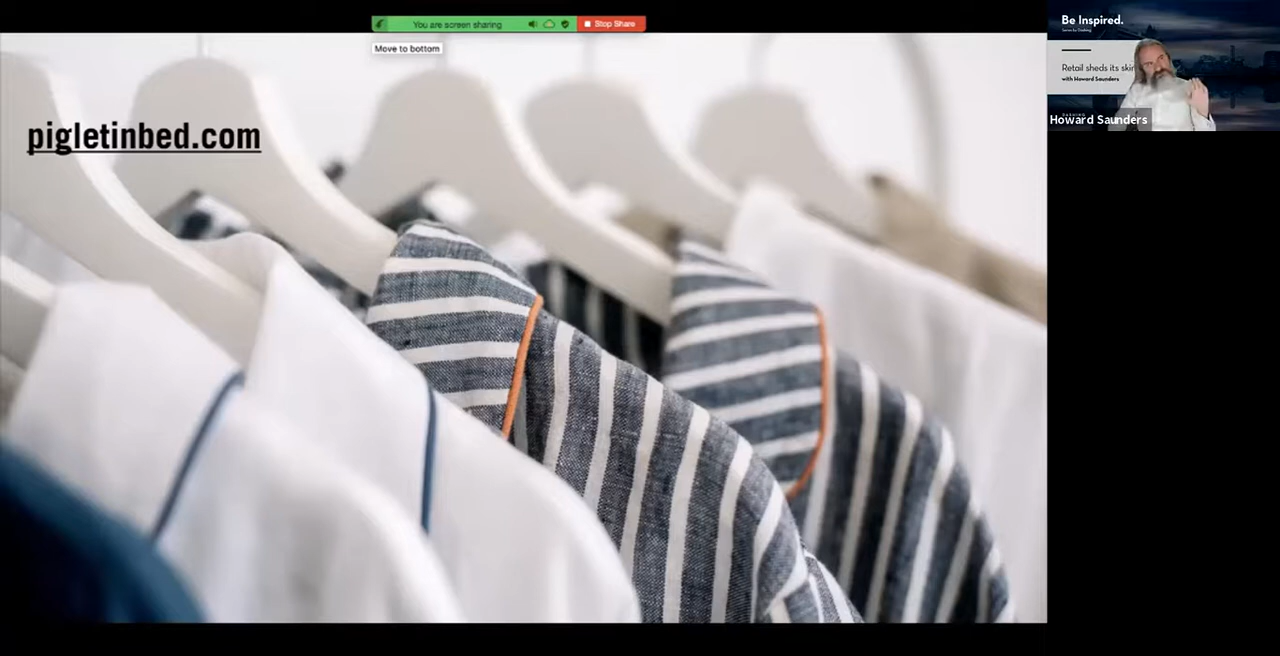 You are screen sharing
Stop Share
Move to bottom
pigletinbed.com
Be Inspired.
Retail sheds its skin
with Howard Saunders
Howard Saunders